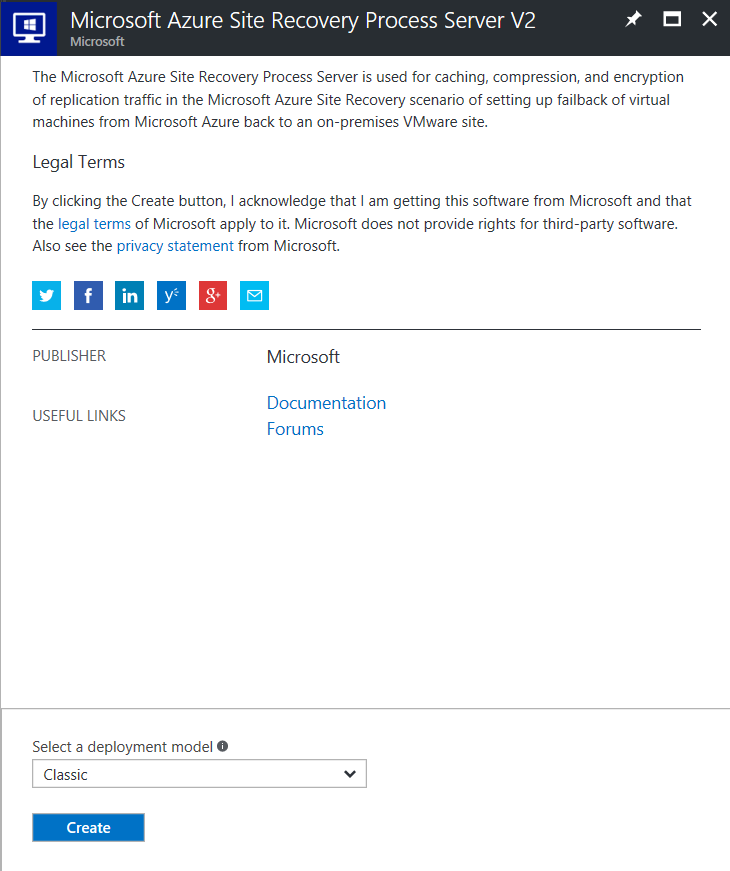 Microsoft Azure Site Recovery Process Server V2
Microsoft
The Microsoft Azure Site Recovery Process Server is used for caching, compression, and encryption
of replication traffic in the Microsoft Azure Site Recovery scenario of setting up failback of virtual
machines from Microsoft Azure back to an on-premises VMware site.
Legal Terms
By clicking the Create button, I acknowledge that I am getting this software from Microsoft and that
the legal terms of Microsoft apply to it. Microsoft does not provide rights for third-party software.
Also see the privacy statement from Microsoft.
PUBLISHER Microsoft
USEFUL LINKS
Documentation
Forums
Select a deployment model
Classic
Create